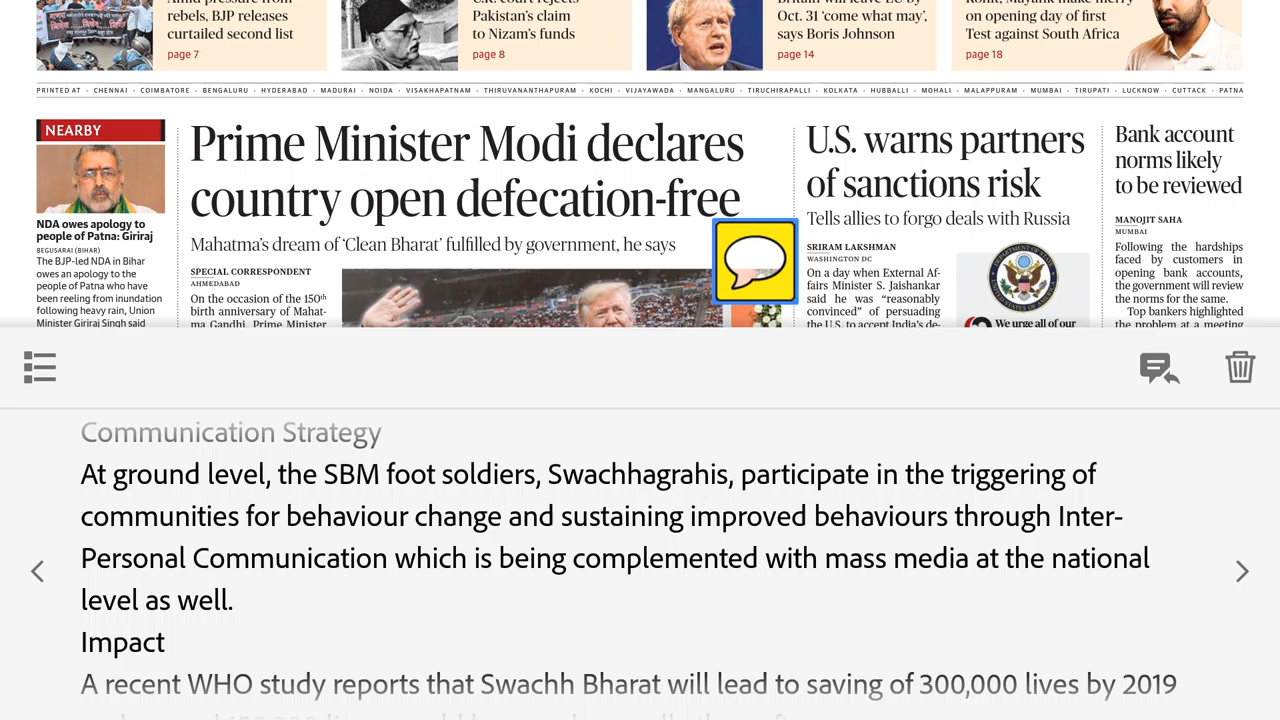 rebels, BJP releases
curtailed second list
page 7
Pakistan's claim
to Nizam's funds
page 8
Oct. 31 'come what may',
says Boris Johnson
page 14
on opening day of first
Test against South Africa
page 18
PRINTED AT · CHENNAI · COIMBATORE · BENGALURU · HYDERABAD · MADURAI · NOIDA · VISAKHAPATNAM · THIRUVANANTHAPURAM · KOCHI · VIJAYAWADA · MANGALURU · TIRUCHIRAPALLI · KOLKATA · HUBBALLI · MOHALI · MALAPPURAM · MUMBAI · TIRUPATI · LUCKNOW · CUTTACK · PATNA
NEARBY
NDA owes apology to
people of Patna: Giriraj
BEGUSARAI (BIHAR)
The BJP-led NDA in Bihar
owes an apology to the
people of Patna who have
been reeling from inundation
following heavy rain, Union
Minister Giriraj Singh said
Prime Minister Modi declares
country open defecation-free
Mahatma's dream of 'Clean Bharat' fulfilled by government, he says
SPECIAL CORRESPONDENT
AHMEDABAD
On the occasion of the 150th
birth anniversary of Mahat-
ma Gandhi, Prime Minister
U.S. warns partners
of sanctions risk
Tells allies to forgo deals with Russia
SRIRAM LAKSHMAN
WASHINGTON DC
On a day when External Af-
fairs Minister S. Jaishankar
said he was "reasonably
convinced" of persuading
the U.S. to accept India's de-
We urge all of our
Bank account
norms likely
to be reviewed
MANOJIT SAHA
MUMBAI
Following the hardships
faced by customers in
opening bank accounts,
the government will review
the norms for the same.
Top bankers highlighted
the problem at a meeting
Communication Strategy
At ground level, the SBM foot soldiers, Swachhagrahis, participate in the triggering of
communities for behaviour change and sustaining improved behaviours through Inter-
Personal Communication which is being complemented with mass media at the national
level as well.
Impact
A recent WHO study reports that Swachh Bharat will lead to saving of 300,000 lives by 2019